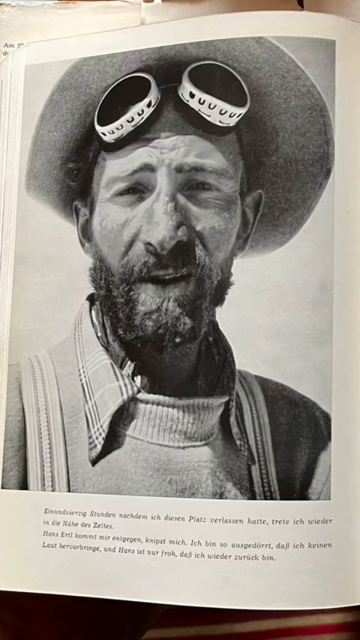 Am
Einundvierzig Stunden nachdem ich diesen Platz verlassen hatte, trete ich wieder
in die Nähe des Zeltes.
Hans Ertl kommt mir entgegen, knipst mich. Ich bin so ausgedörrt, daß ich keinen
Laut hervorbringe, und Hans ist nur froh, daß ich wieder zurück bin.